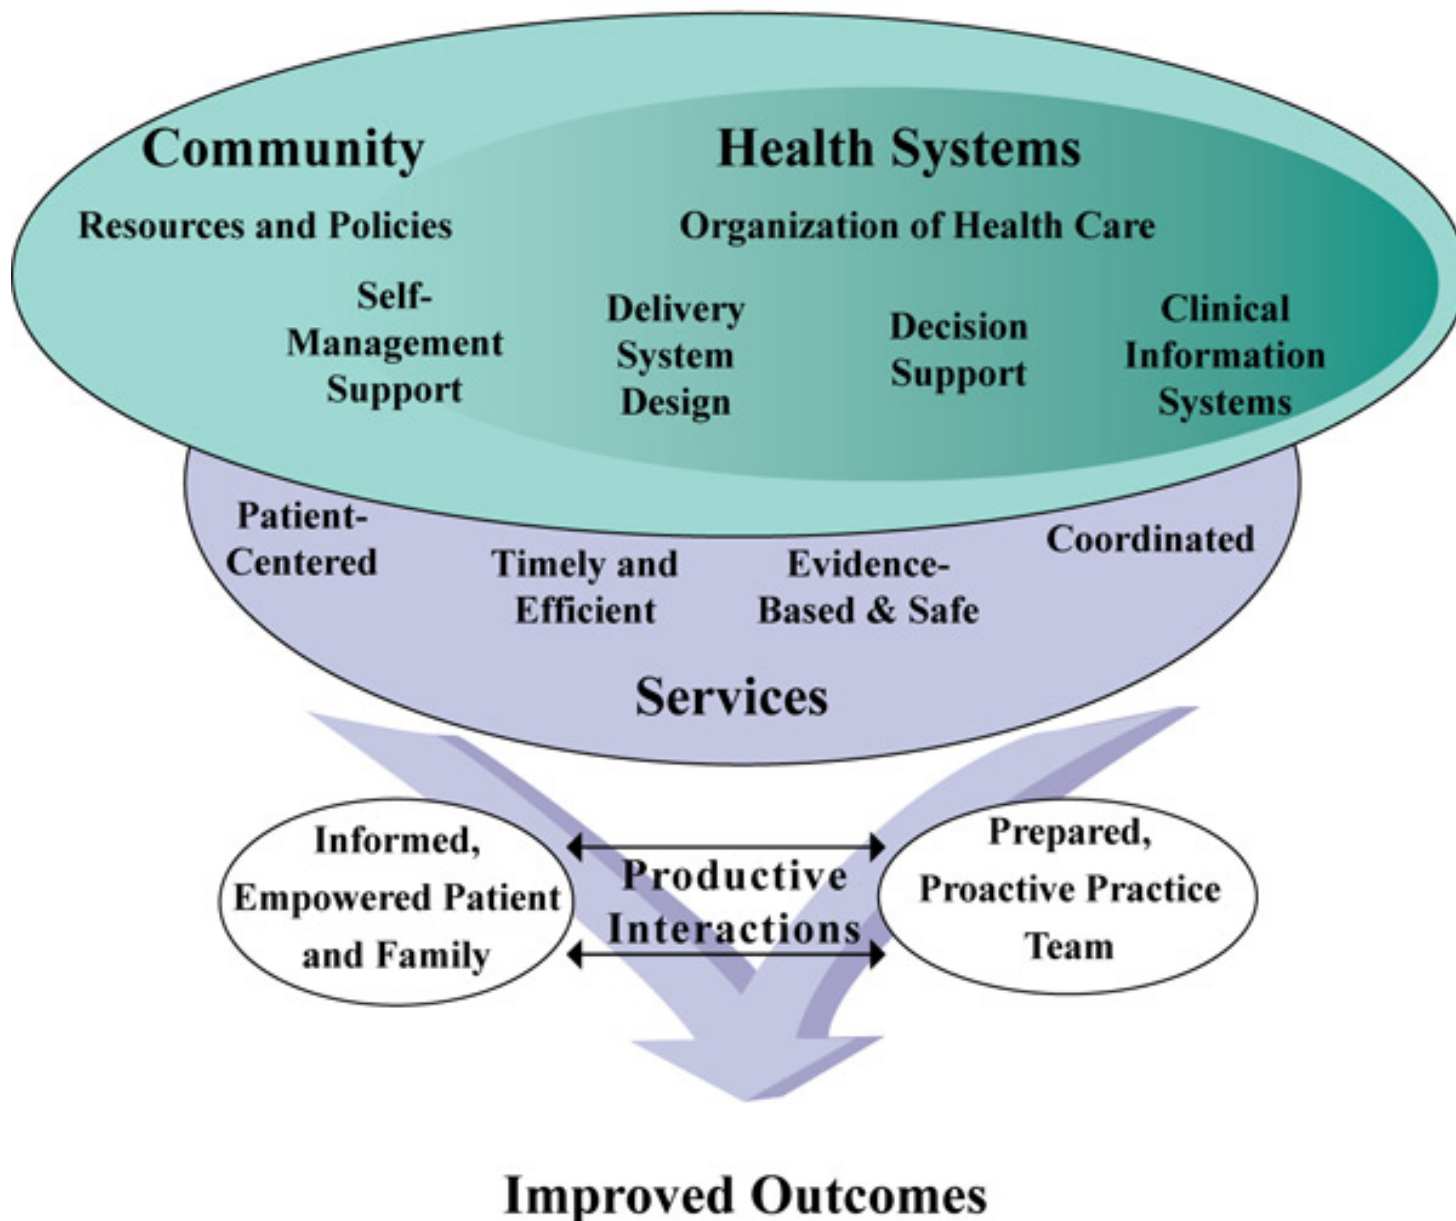 Community
Resources and Policies
Health Systems
Organization of Health Care
Self-
Management
Support
Delivery
System
Design
Decision
Support
Clinical
Information
Systems
Patient-
Centered
Timely and
Efficient
Evidence-
Based & Safe
Coordinated
Services
Informed,
Empowered Patient
and Family
Productive
Interactions
Prepared,
Proactive Practice
Team
Improved Outcomes